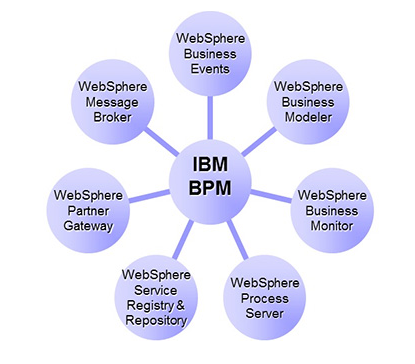 WebSphere
Business
Events
WebSphere
Message
Broker
WebSphere
Business
Modeler
IBM
BPM
WebSphere
Partner
Gateway
WebSphere
Business
Monitor
WebSphere
Service
Registry &
Repository
WebSphere
Process
Server